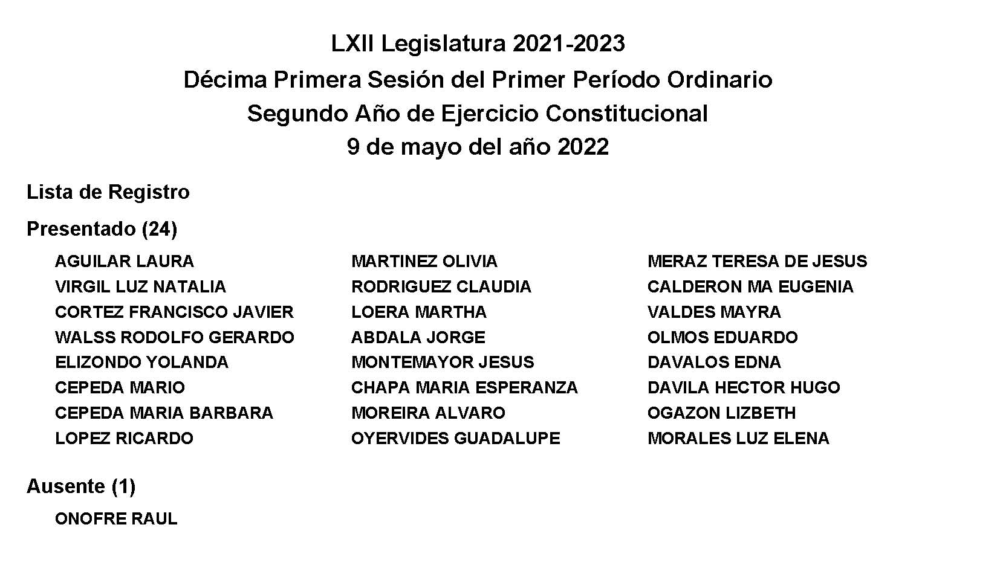 LXII Legislatura 2021-2023
Décima Primera Sesión del Primer Período Ordinario
Segundo Año de Ejercicio Constitucional
9 de mayo del año 2022
Lista de Registro
Presentado (24)
AGUILAR LAURA MARTINEZ OLIVIA MERAZ TERESA DE JESUS
VIRGIL LUZ NATALIA RODRIGUEZ CLAUDIA CALDERON MA EUGENIA
CORTEZ FRANCISCO JAVIER LOERA MARTHA VALDES MAYRA
WALSS RODOLFO GERARDO ABDALA JORGE OLMOS EDUARDO
ELIZONDO YOLANDA MONTEMAYOR JESUS DAVALOS EDNA
CEPEDA MARIO CHAPA MARIA ESPERANZA DAVILA HECTOR HUGO
CEPEDA MARIA BARBARA MOREIRA ALVARO OGAZON LIZBETH
LOPEZ RICARDO OYERVIDES GUADALUPE MORALES LUZ ELENA
Ausente (1)
ONOFRE RAUL